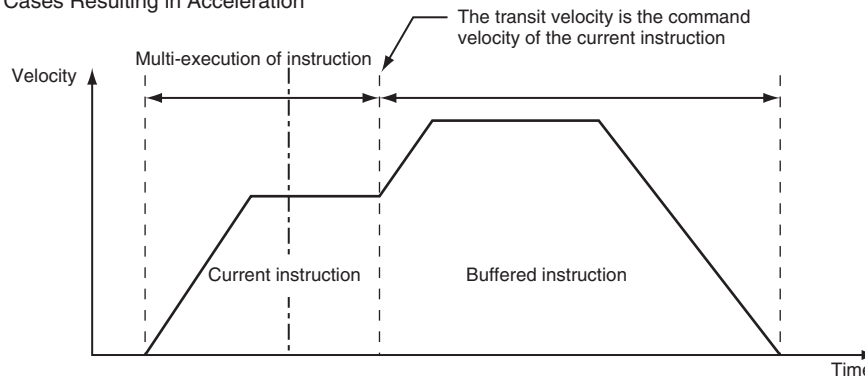 Cases Resulting in Acceleration
The transit velocity is the command
velocity of the current instruction
Multi-execution of instruction
Velocity
Current instruction
Buffered instruction
Time